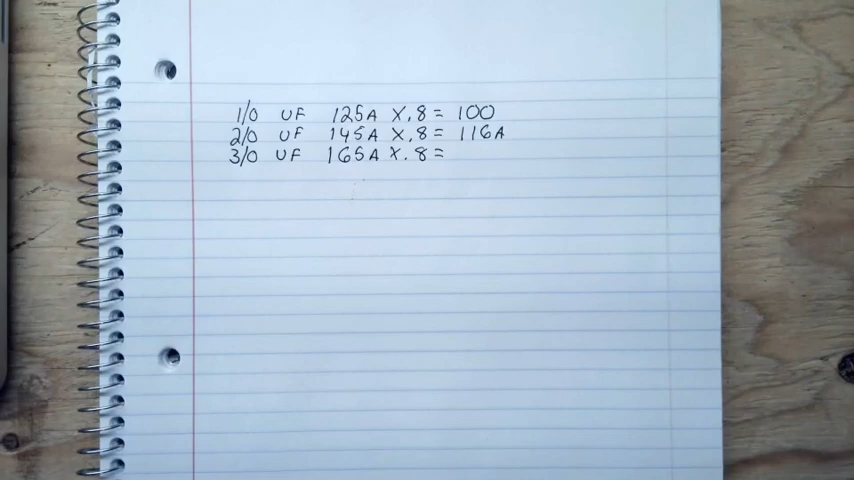 1/0 UF 125A X.8 = 100
2/0 UF 145A X.8 = 116A
3/0 UF 165A X.8 =